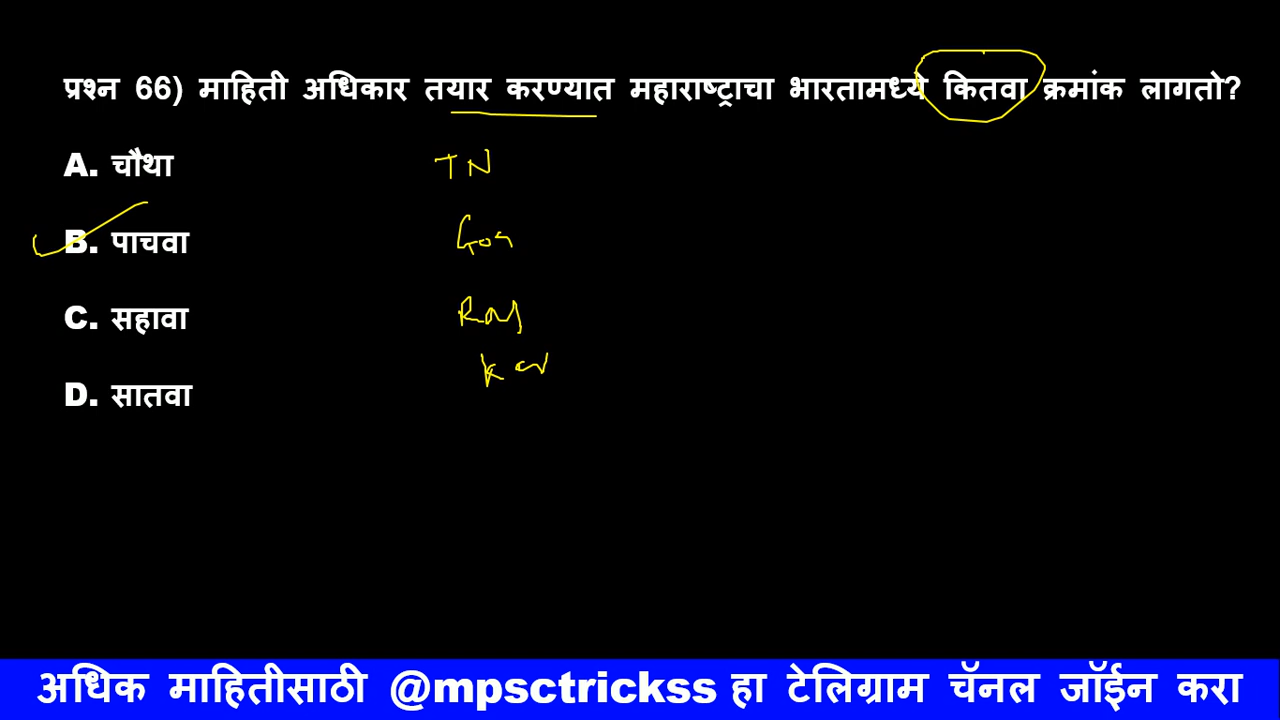 प्रश्न 66) माहिती अधिकार तयार करण्यात महाराष्ट्राचा भारतामध्ये कितवा क्रमांक लागतो?
A. चौथा
TN
B. पाचवा
Goa
C. सहावा
Raj
D. सातवा
अधिक माहितीसाठी @mpsctrickss हा टेलिग्राम चॅनल जॉईन करा